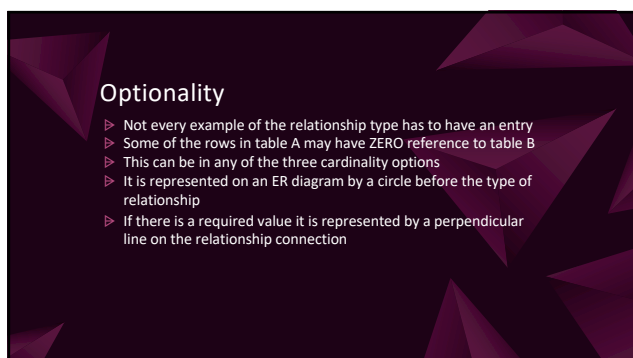 Optionality
Not every example of the relationship type has to have an entry
Some of the rows in table A may have ZERO reference to table B
This can be in any of the three cardinality options
It is represented on an ER diagram by a circle before the type of
relationship
If there is a required value it is represented by a perpendicular
line on the relationship connection